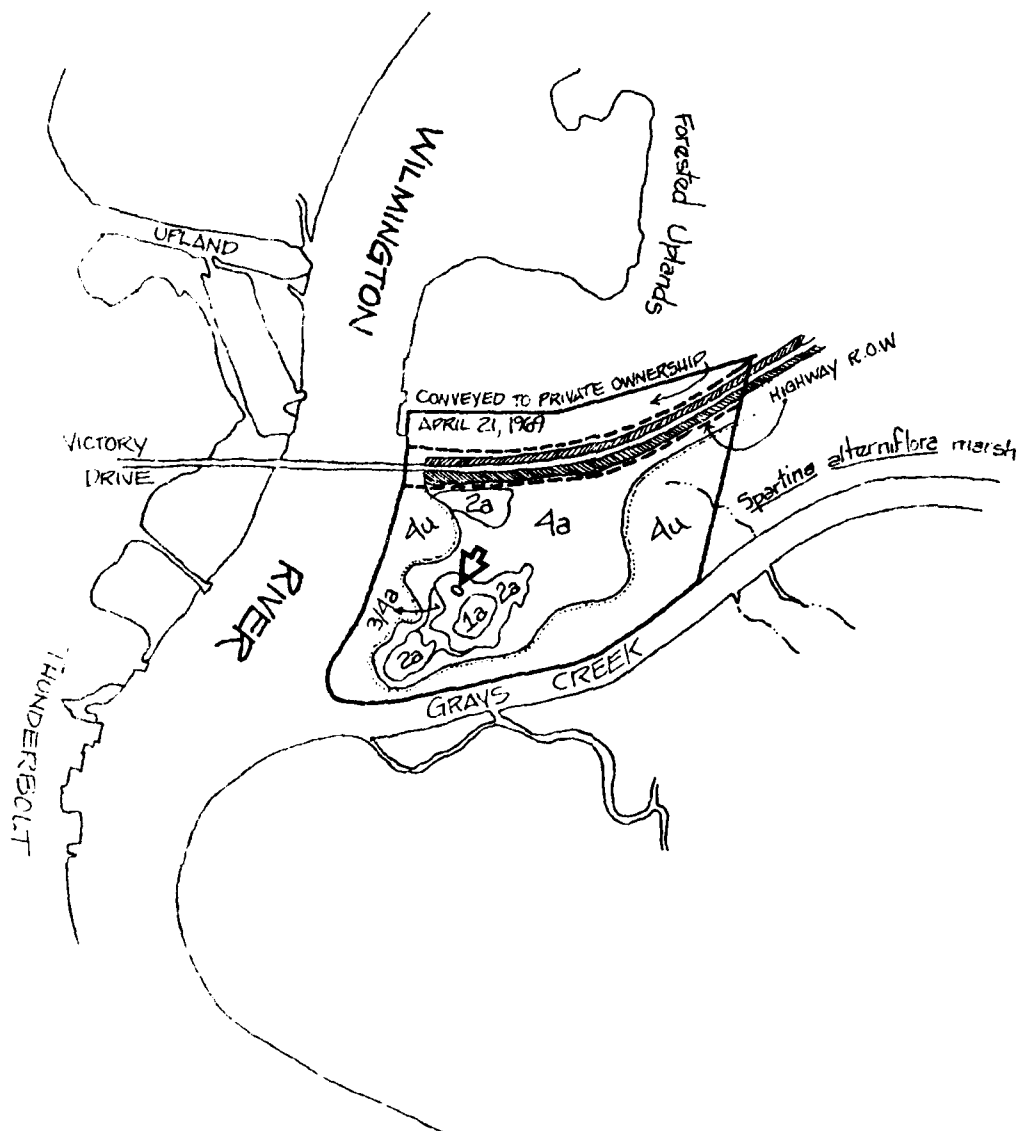 WILMINGTON
RIVER
Forested Uplands
UPLAND
CONVEYED TO PRIVATE OWNERSHIP
APRIL 21, 1969
HIGHWAY R.O.W
VICTORY
DRIVE
Spartina alterniflora marsh
2a
4u
4a
4u
3/4a
2a
1a
2a
GRAYS CREEK
THUNDERBOLT